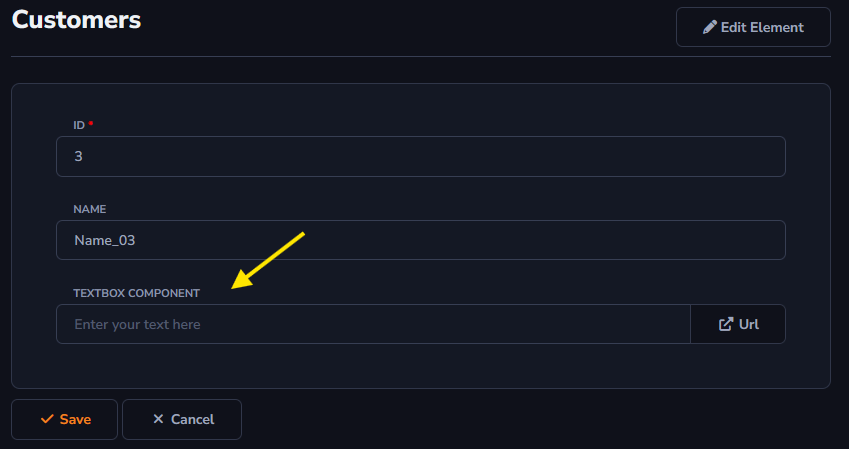 Customers
Edit Element
ID *
3
NAME
Name_03
TEXTBOX COMPONENT
Enter your text here
Url
Save
Cancel